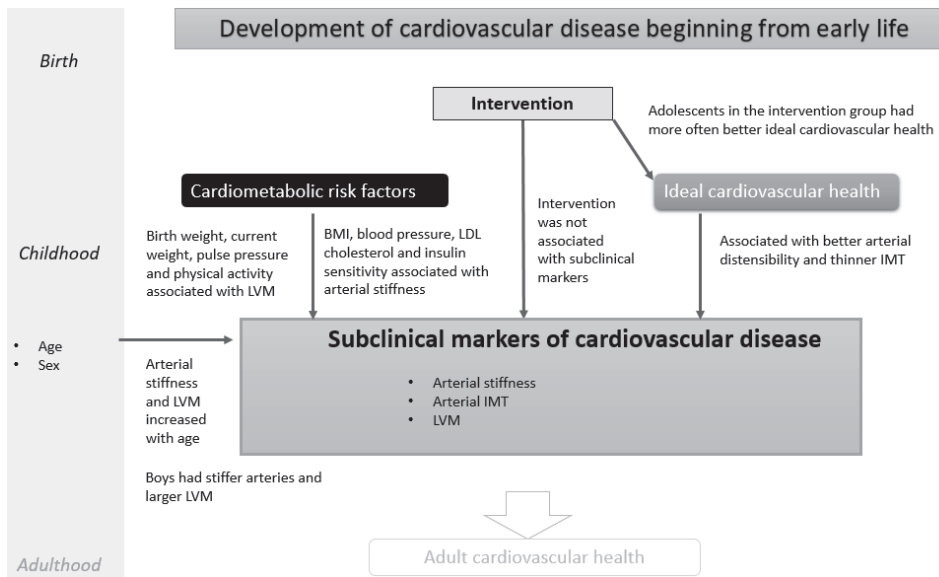 Development of cardiovascular disease beginning from early life
Birth
Intervention
Adolescents in the intervention group had
more often better ideal cardiovascular health
Cardiometabolic risk factors
Ideal cardiovascular health
Childhood
Birth weight, current
weight, pulse pressure
and physical activity
associated with LVM
BMI, blood pressure, LDL
cholesterol and insulin
sensitivity associated with
arterial stiffness
Intervention
was not
associated
with subclinical
markers
Associated with better arterial
distensibility and thinner IMT
• Age
• Sex
Arterial
stiffness
and LVM
increased
with age
Boys had stiffer arteries and
larger LVM
Subclinical markers of cardiovascular disease
• Arterial stiffness
• Arterial IMT
• LVM
Adulthood
Adult cardiovascular health